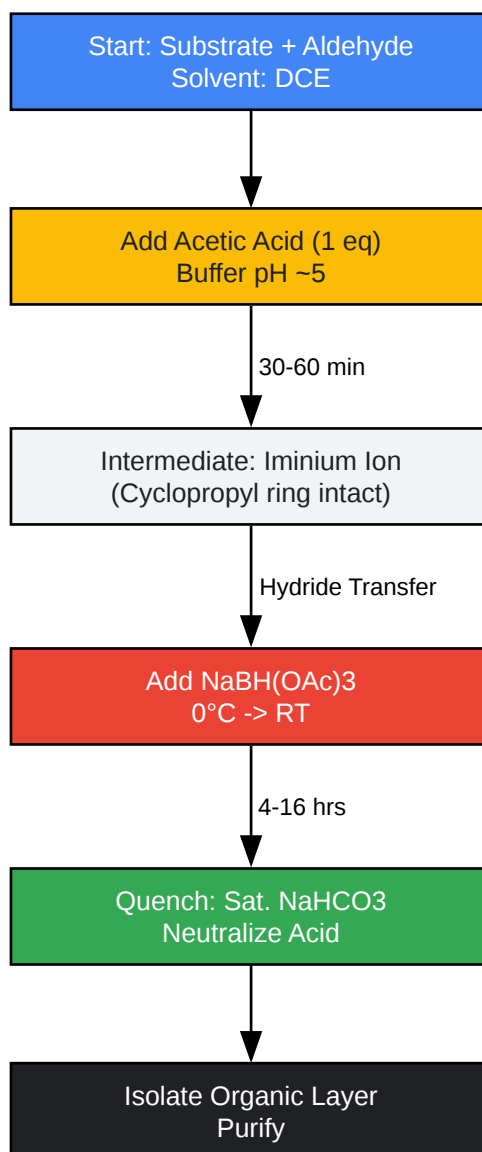 Start: Substrate + Aldehyde
Solvent: DCE
Add Acetic Acid (1 eq)
Buffer pH ~5
30-60 min
Intermediate: Iminium Ion
(Cyclopropyl ring intact)
Hydride Transfer
Add NaBH(OAc)3
0°C -> RT
4-16 hrs
Quench: Sat. NaHCO3
Neutralize Acid
Isolate Organic Layer
Purify